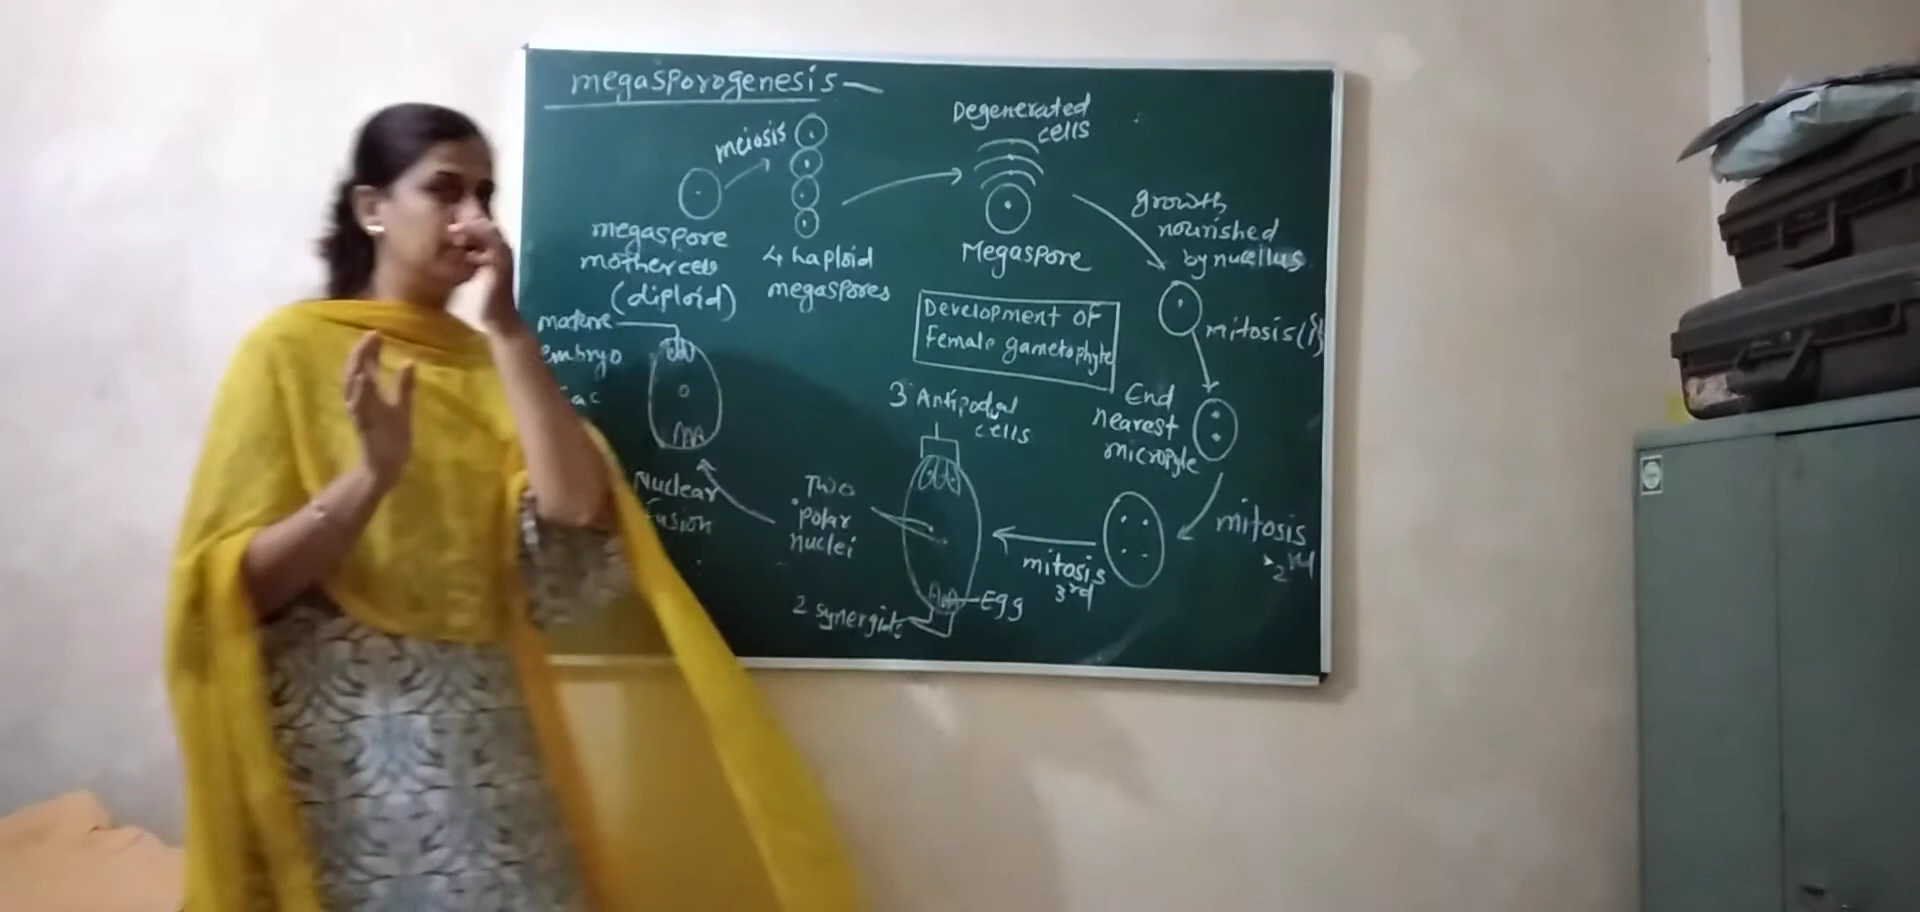 megasporogenesis —
meiosis
megaspore
mother cell
(diploid)
4 haploid
megaspores
Degenerated
cells
Megaspore
growth
nourished
by nucellus
mitosis
End
nearest
micropyle
mitosis
2nd
mitosis
3rd
3 Antipodal
cells
Two
polar
nuclei
Egg
2 synergids
Nuclear
fusion
mature
embryo
Development of
Female gametophyte